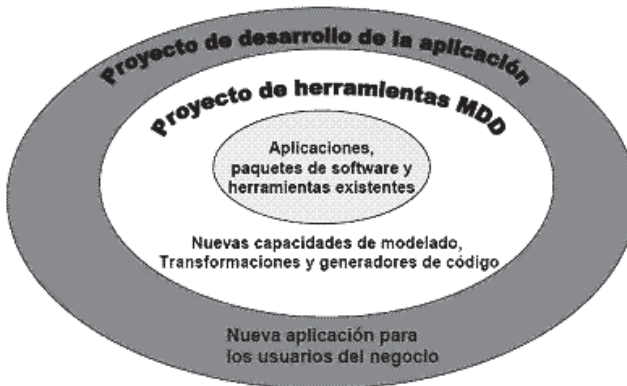 Proyecto de desarrollo de la aplicación
Proyecto de herramientas MDD
Aplicaciones,
paquetes de software y
herramientas existentes
Nuevas capacidades de modelado,
Transformaciones y generadores de código
Nueva aplicación para
los usuarios del negocio